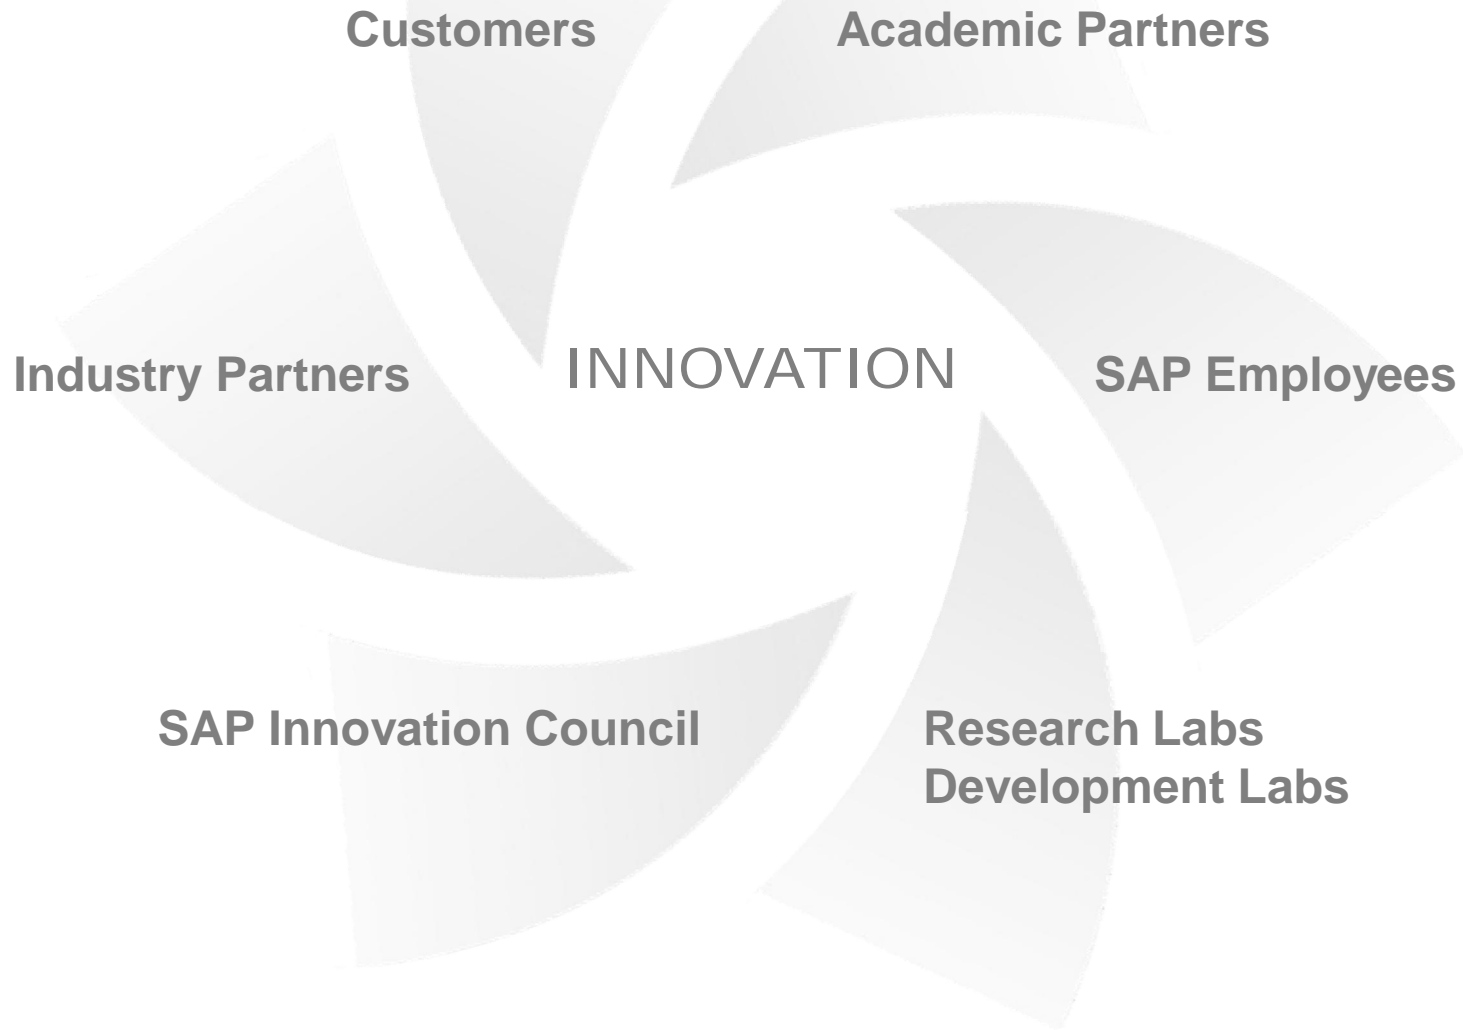 Customers
Academic Partners
Industry Partners
INNOVATION
SAP Employees
SAP Innovation Council
Research Labs
Development Labs